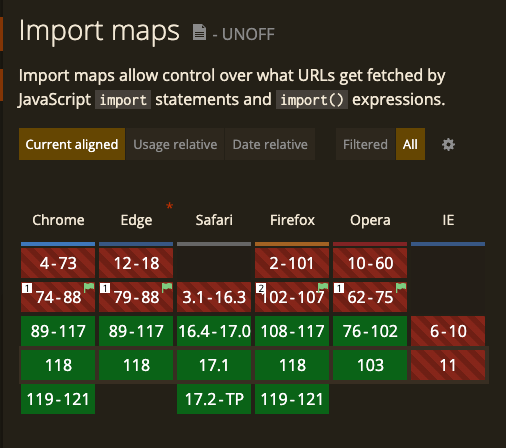 Import maps - UNOFF
Import maps allow control over what URLs get fetched by
JavaScript import statements and import() expressions.
Current aligned Usage relative Date relative Filtered All
*
Chrome Edge Safari Firefox Opera IE
4-73 12-18 2-101 10-60
1 74-88 1 79-88 3.1-16.3 2 102-107 1 62-75
89-117 89-117 16.4-17.0 108-117 76-102 6-10
118 118 17.1 118 103 11
119-121 17.2-TP 119-121